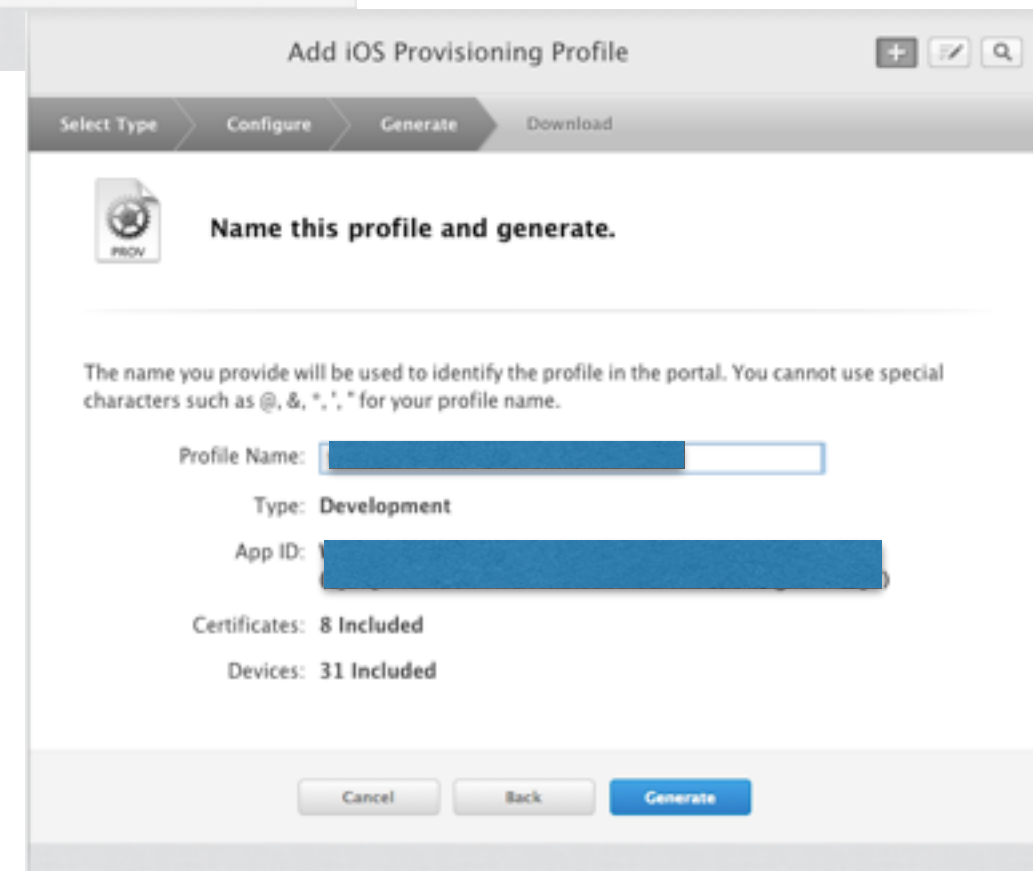 Add iOS Provisioning Profile
Select Type Configure Generate Download
PROV
Name this profile and generate.
The name you provide will be used to identify the profile in the portal. You cannot use special
characters such as @, &, *, ', " for your profile name.
Profile Name:
Type: Development
App ID:
Certificates: 8 Included
Devices: 31 Included
Cancel Back Generate